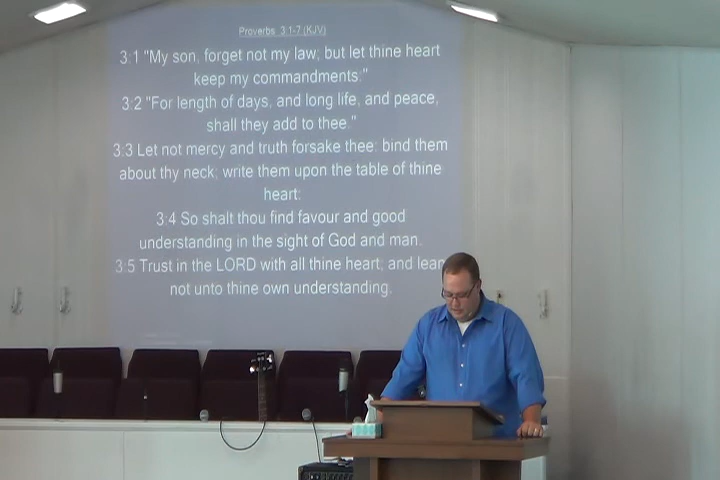 Proverbs 3:1-7 (KJV)
3:1 "My son, forget not my law; but let thine heart
keep my commandments:"
3:2 "For length of days, and long life, and peace,
shall they add to thee."
3:3 Let not mercy and truth forsake thee: bind them
about thy neck; write them upon the table of thine
heart:
3:4 So shalt thou find favour and good
understanding in the sight of God and man.
3:5 Trust in the LORD with all thine heart; and lean
not unto thine own understanding.